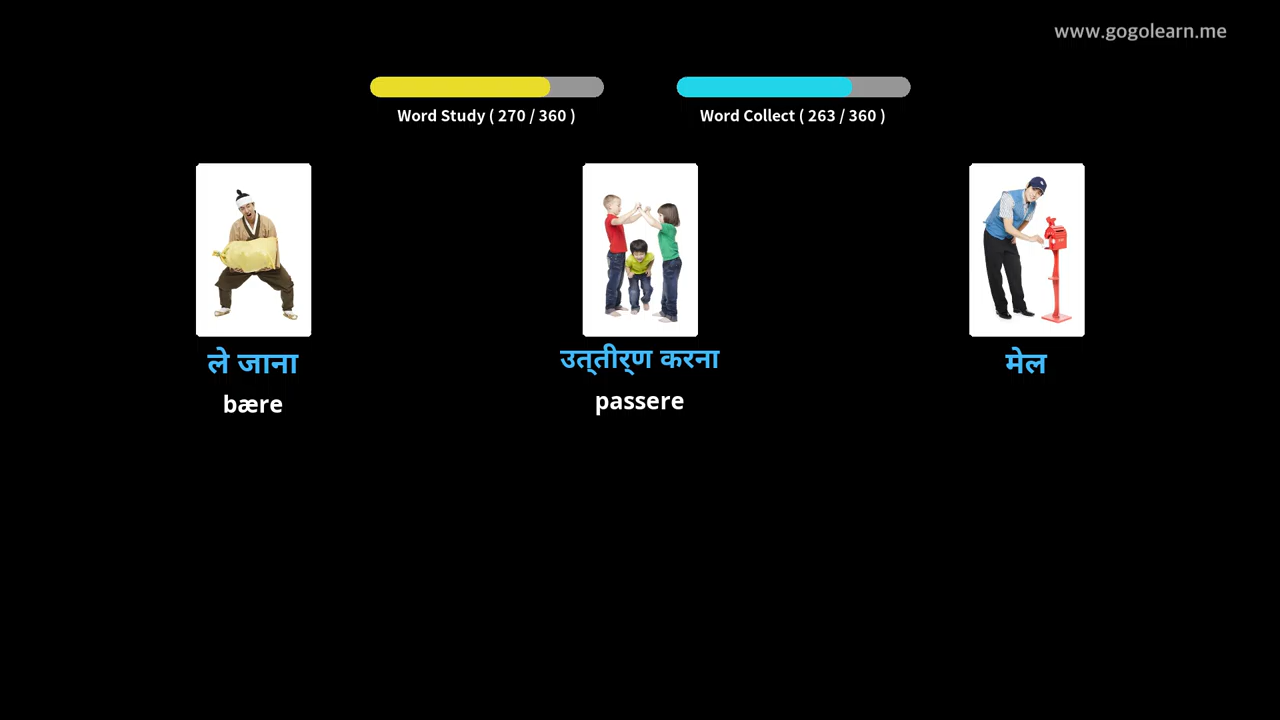 www.gogolearn.me
Word Study ( 270 / 360 )
Word Collect ( 263 / 360 )
ले जाना
bære
उत्‌तीर्‌ण करना
passere
मेल